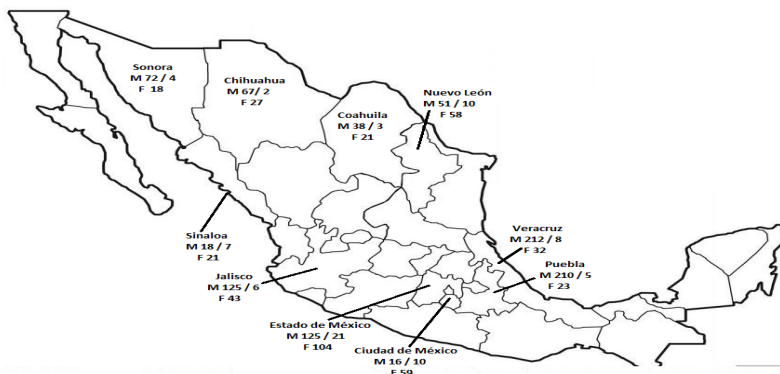 Sonora
M 72 / 4
F 18
Chihuahua
M 67/ 2
F 27
Coahuila
M 38 / 3
F 21
Nuevo León
M 51 / 10
F 58
Sinaloa
M 18 / 7
F 21
Jalisco
M 125 / 6
F 43
Veracruz
M 212 / 8
F 32
Puebla
M 210 / 5
F 23
Estado de México
M 125 / 21
F 104
Ciudad de México
M 16 / 10
F 59